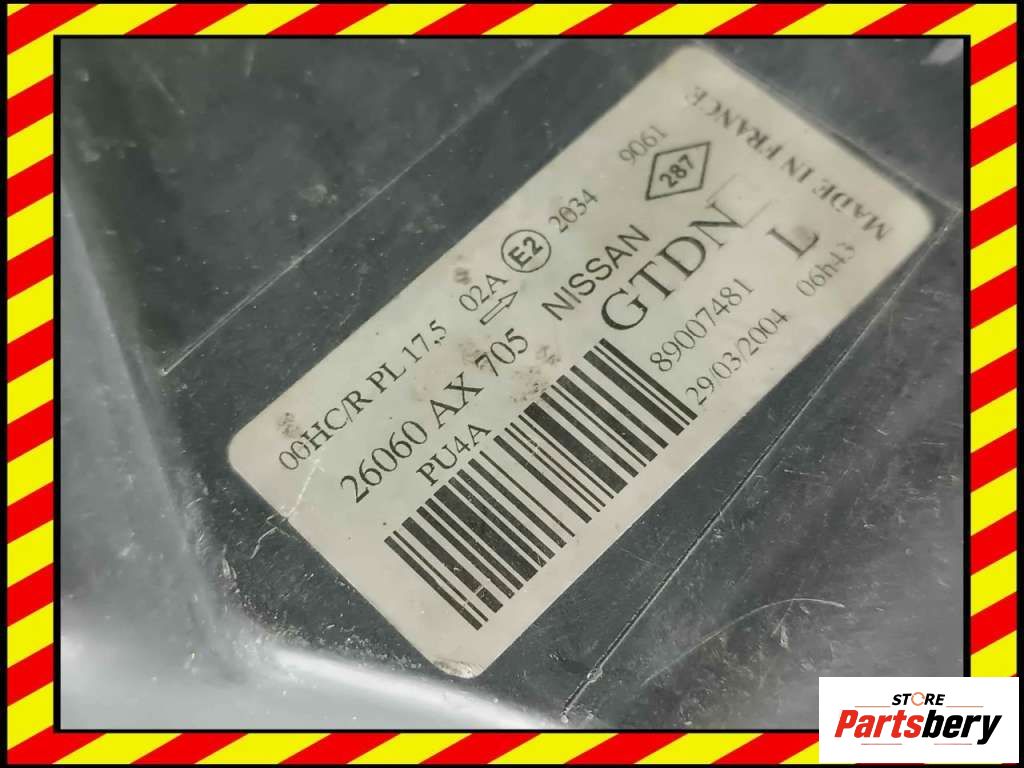 00HC/R PL 17,5 02A E2 2034 9061
26060 AX 705 NISSAN 287
PU4A GTDN
89007481 L MADE IN FRANCE
29/03/2004 06h43
STORE
Partsbery